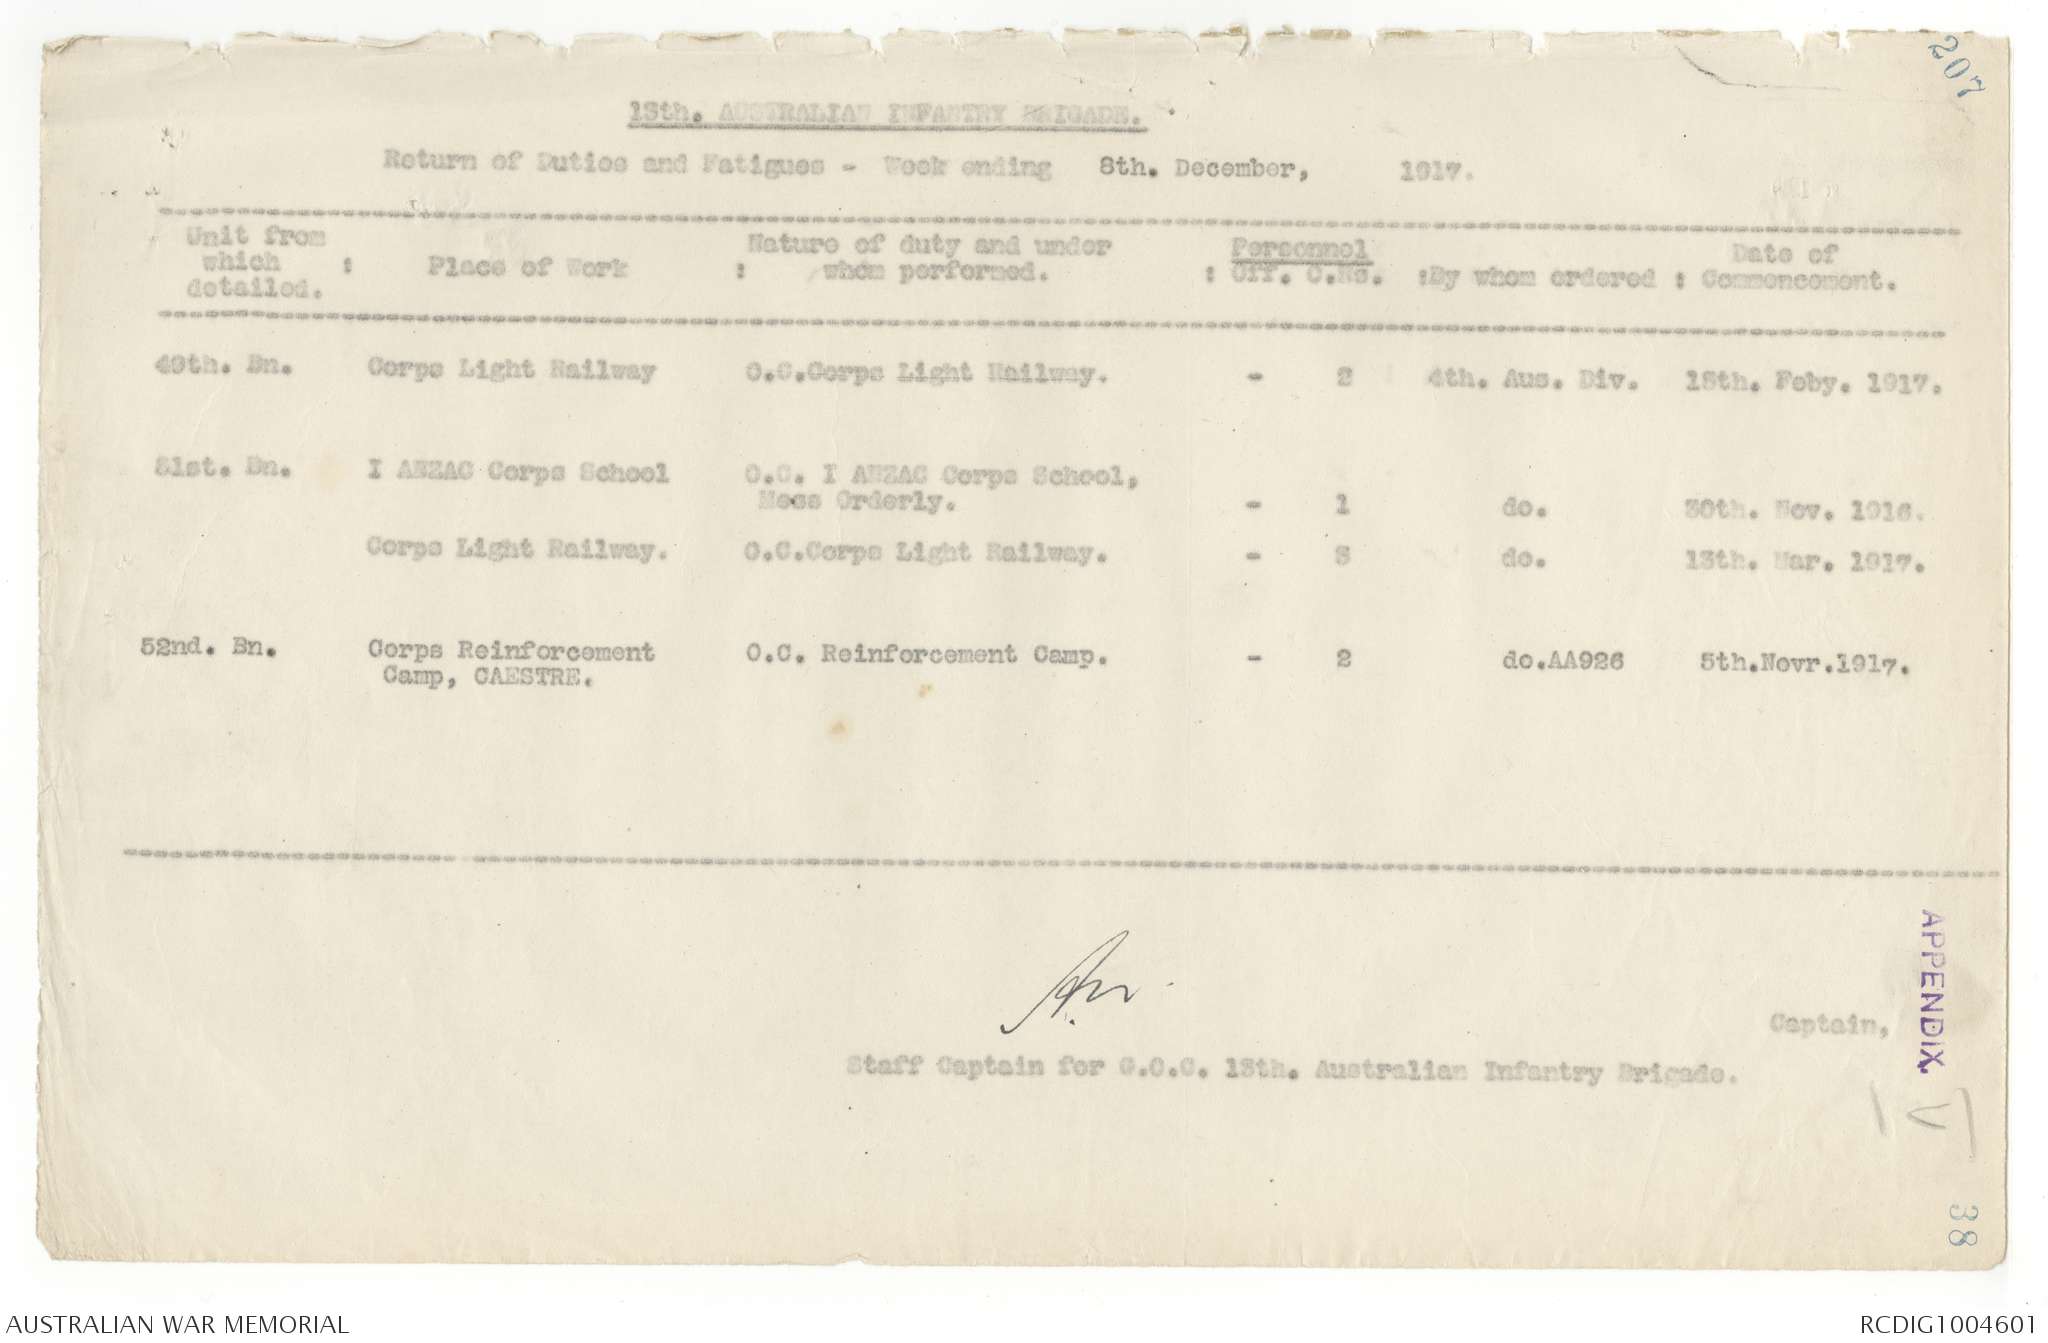 207
13th. AUSTRALIAN INFANTRY BRIGADE.
Return of Duties and Fatigues - Week ending 8th. December, 1917.
Unit from which detailed. : Place of Work : Nature of duty and under whom performed. : Personnel Off. O.Rs. :By whom ordered : Date of Commencement.
49th. Bn. Corps Light Railway O.C.Corps Light Railway. - 2 4th. Aus. Div. 15th. Feby. 1917.
51st. Bn. I ANZAC Corps School O.C. I ANZAC Corps School,
Mess Orderly. - 1 do. 30th. Nov. 1916.
Corps Light Railway. O.C.Corps Light Railway. - 3 do. 13th. Mar. 1917.
52nd. Bn. Corps Reinforcement O.C. Reinforcement Camp. - 2 do.AA926 5th.Novr.1917.
Camp, CAESTRE.
Captain,
Staff Captain for G.O.C. 13th. Australian Infantry Brigade.
APPENDIX.
38
AUSTRALIAN WAR MEMORIAL
RCDIG1004601